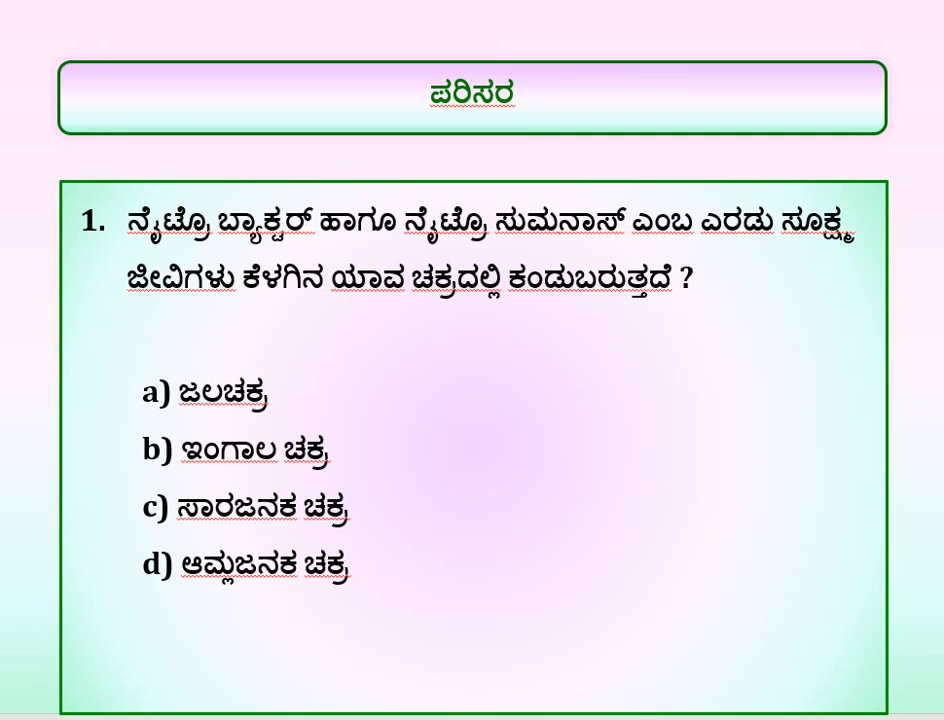 ಪರಿಸರ
1. ನೈಟ್ರೊ ಬ್ಯಾಕ್ಟರ್ ಹಾಗೂ ನೈಟ್ರೊ ಸುಮನಾಸ್ ಎಂಬ ಎರಡು ಸೂಕ್ಷ್ಮ
ಜೀವಿಗಳು ಕೆಳಗಿನ ಯಾವ ಚಕ್ರದಲ್ಲಿ ಕಂಡುಬರುತ್ತದೆ ?
a) ಜಲಚಕ್ರ
b) ಇಂಗಾಲ ಚಕ್ರ
c) ಸಾರಜನಕ ಚಕ್ರ
d) ಆಮ್ಲಜನಕ ಚಕ್ರ